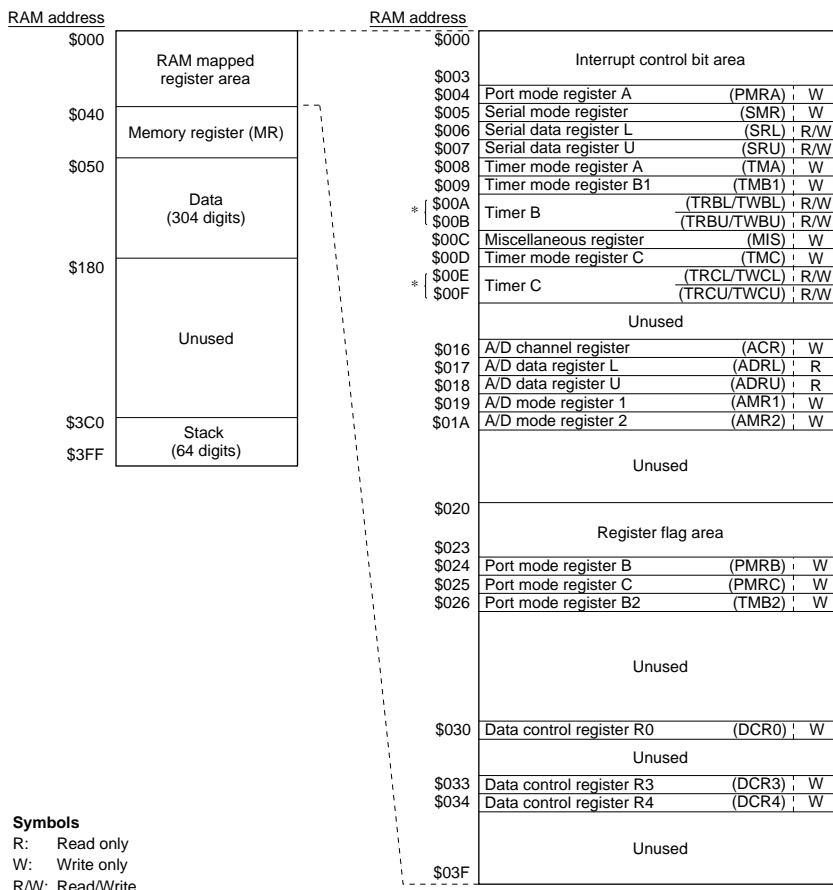 RAM address
$000
RAM mapped
register area
$040
Memory register (MR)
$050
Data
(304 digits)
$180
Unused
$3C0
Stack
(64 digits)
$3FF
RAM address
$000
Interrupt control bit area
$003
$004 Port mode register A (PMRA) W
$005 Serial mode register (SMR) W
$006 Serial data register L (SRL) R/W
$007 Serial data register U (SRU) R/W
$008 Timer mode register A (TMA) W
$009 Timer mode register B1 (TMB1) W
* $00A Timer B (TRBL/TWBL) R/W
$00B (TRBU/TWBU) R/W
$00C Miscellaneous register (MIS) W
$00D Timer mode register C (TMC) W
* $00E Timer C (TRCL/TWCL) R/W
$00F (TRCU/TWCU) R/W
Unused
$016 A/D channel register (ACR) W
$017 A/D data register L (ADRL) R
$018 A/D data register U (ADRU) R
$019 A/D mode register 1 (AMR1) W
$01A A/D mode register 2 (AMR2) W
Unused
$020
Register flag area
$023
$024 Port mode register B (PMRB) W
$025 Port mode register C (PMRC) W
$026 Port mode register B2 (TMB2) W
Unused
$030 Data control register R0 (DCR0) W
Unused
$033 Data control register R3 (DCR3) W
$034 Data control register R4 (DCR4) W
Unused
$03F
Symbols
R: Read only
W: Write only
R/W: Read/Write